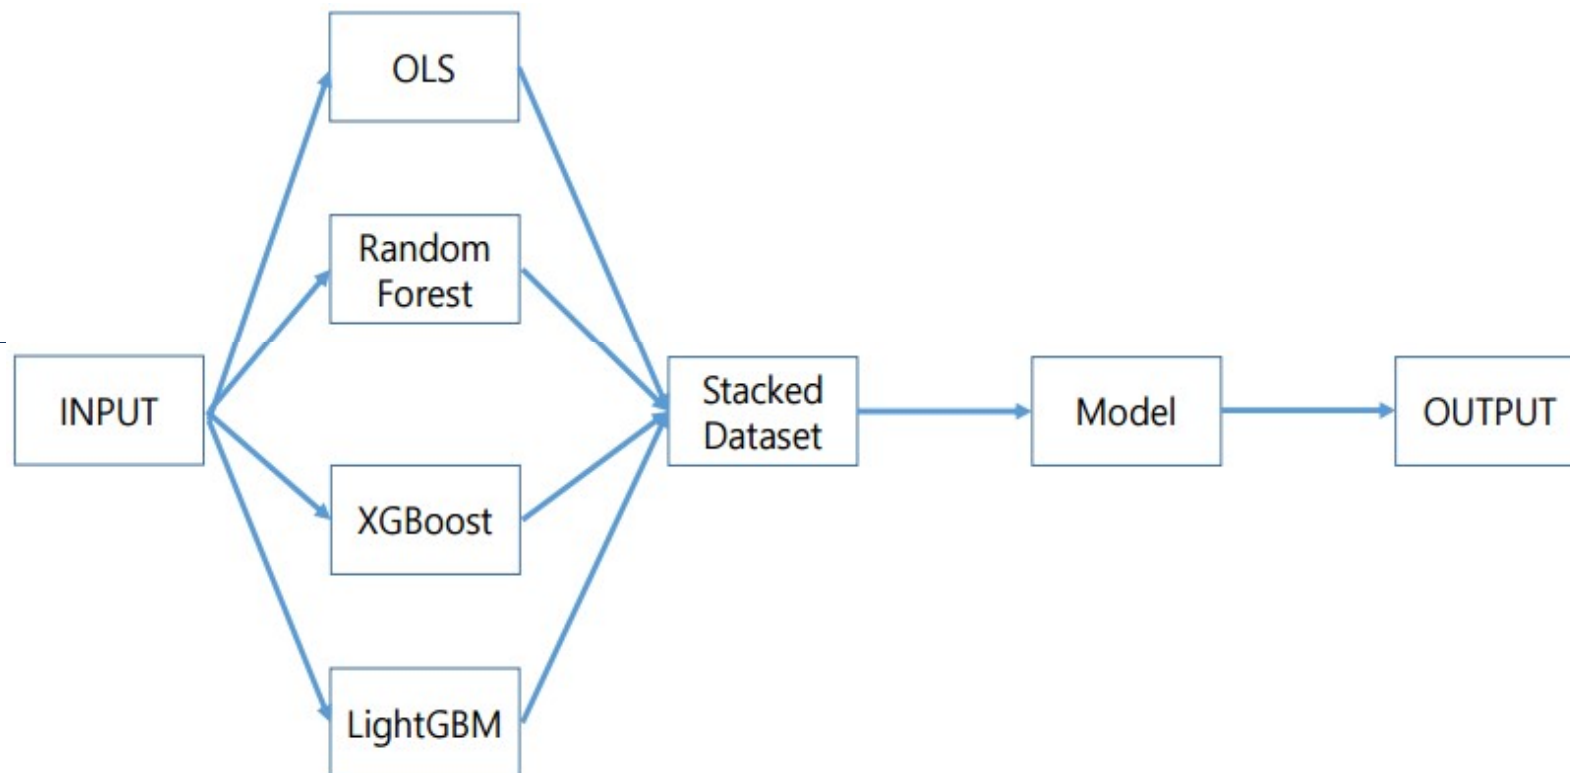 OLS
Random
Forest
INPUT
XGBoost
LightGBM
Stacked
Dataset
Model
OUTPUT